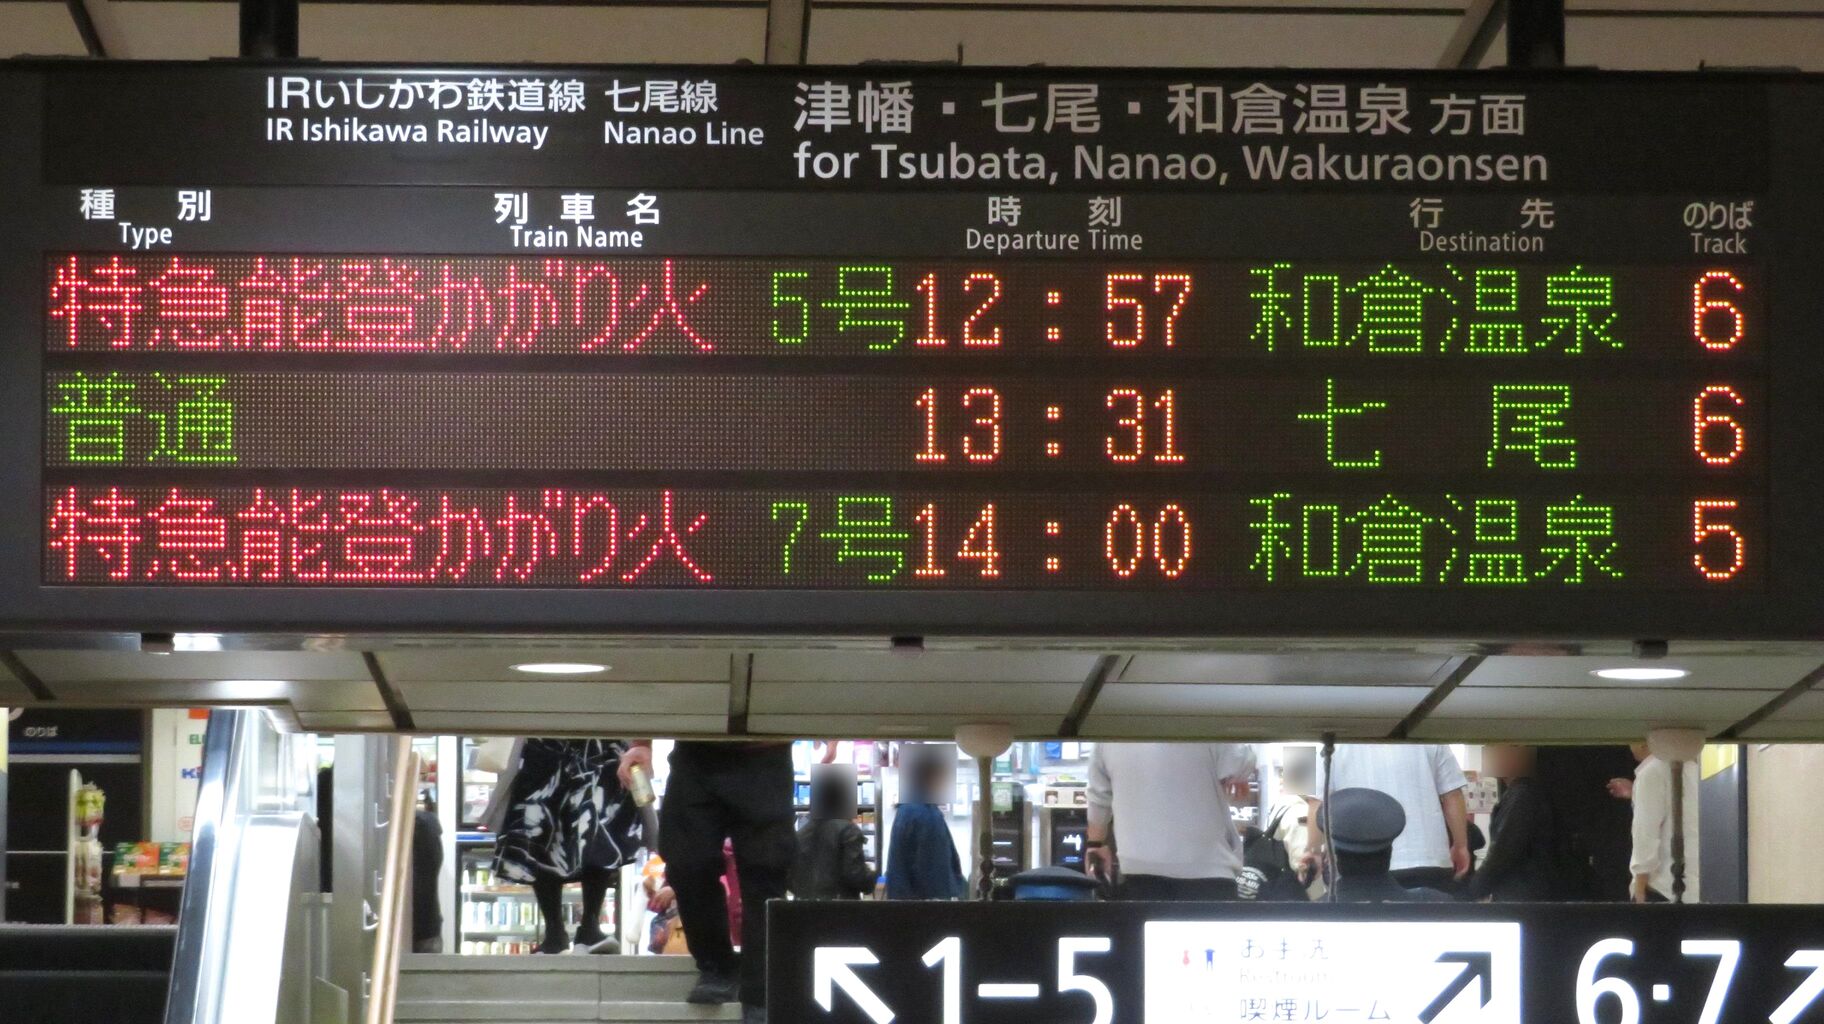 IRいしかわ鉄道線 七尾線
IR Ishikawa Railway Nanao Line
津幡・七尾・和倉温泉 方面
for Tsubata, Nanao, Wakuraonsen
種別 列車名 時刻 行先 のりば
Type Train Name Departure Time Destination Track
特急能登かがり火 5号 12:57 和倉温泉 6
普通 13:31 七尾 6
特急能登かがり火 7号 14:00 和倉温泉 5
のりば
↖ 1-5
Restroom
喫煙ルーム
↗
6・7